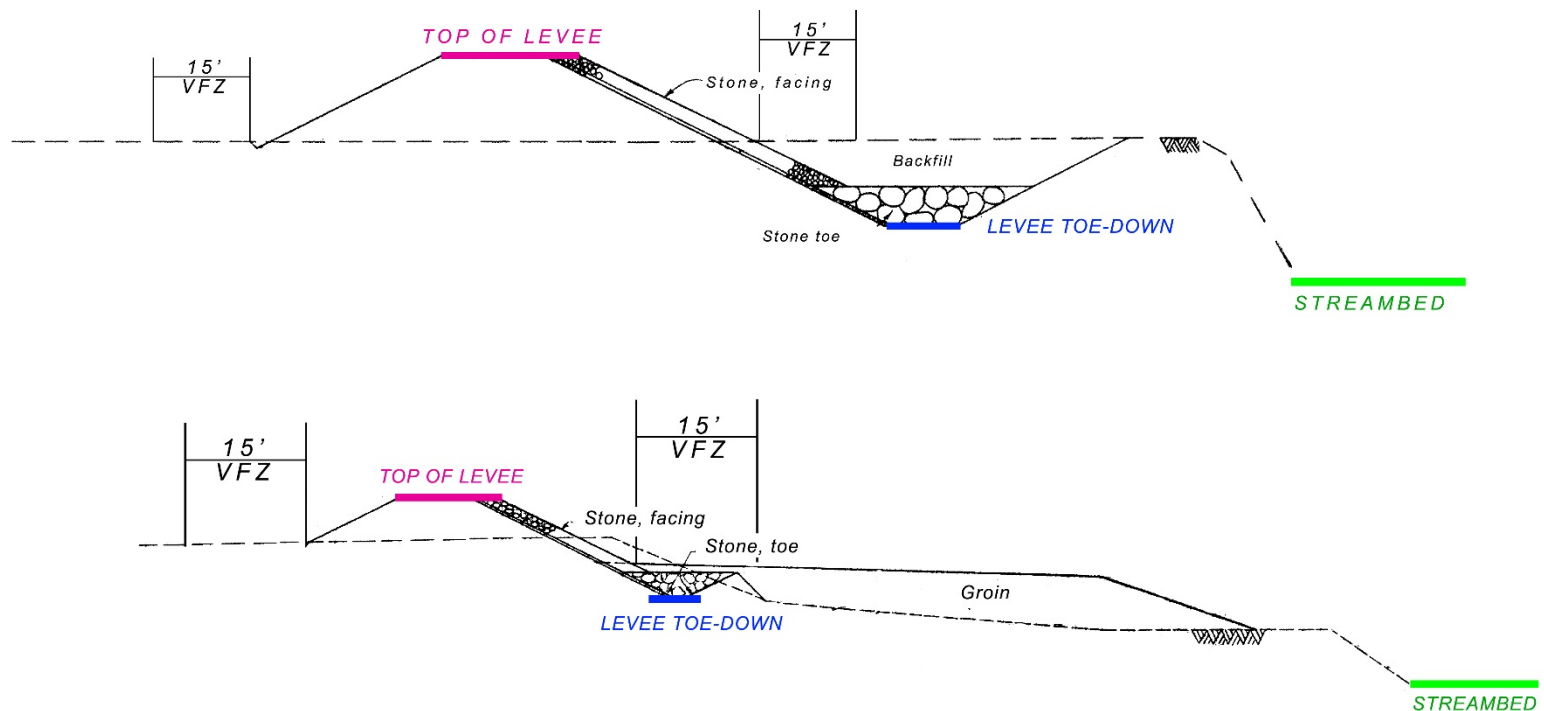 TOP OF LEVEE
15'
VFZ
15'
VFZ
Stone, facing
Backfill
Stone toe
LEVEE TOE-DOWN
STREAMBED
15'
VFZ
15'
VFZ
TOP OF LEVEE
Stone, facing
Stone, toe
Groin
LEVEE TOE-DOWN
STREAMBED